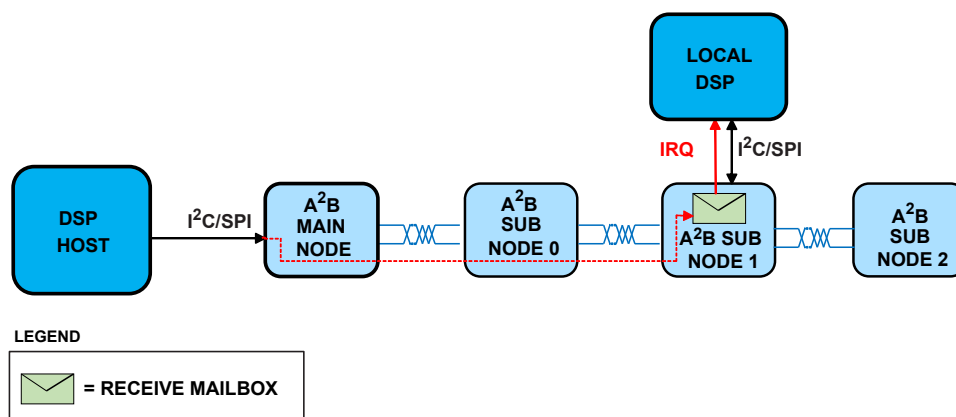 LOCAL
DSP
IRQ
I²C/SPI
DSP
HOST
I²C/SPI
A²B
MAIN
NODE
A²B
SUB
NODE 0
A²B SUB
NODE 1
A²B
SUB
NODE 2
LEGEND
= RECEIVE MAILBOX